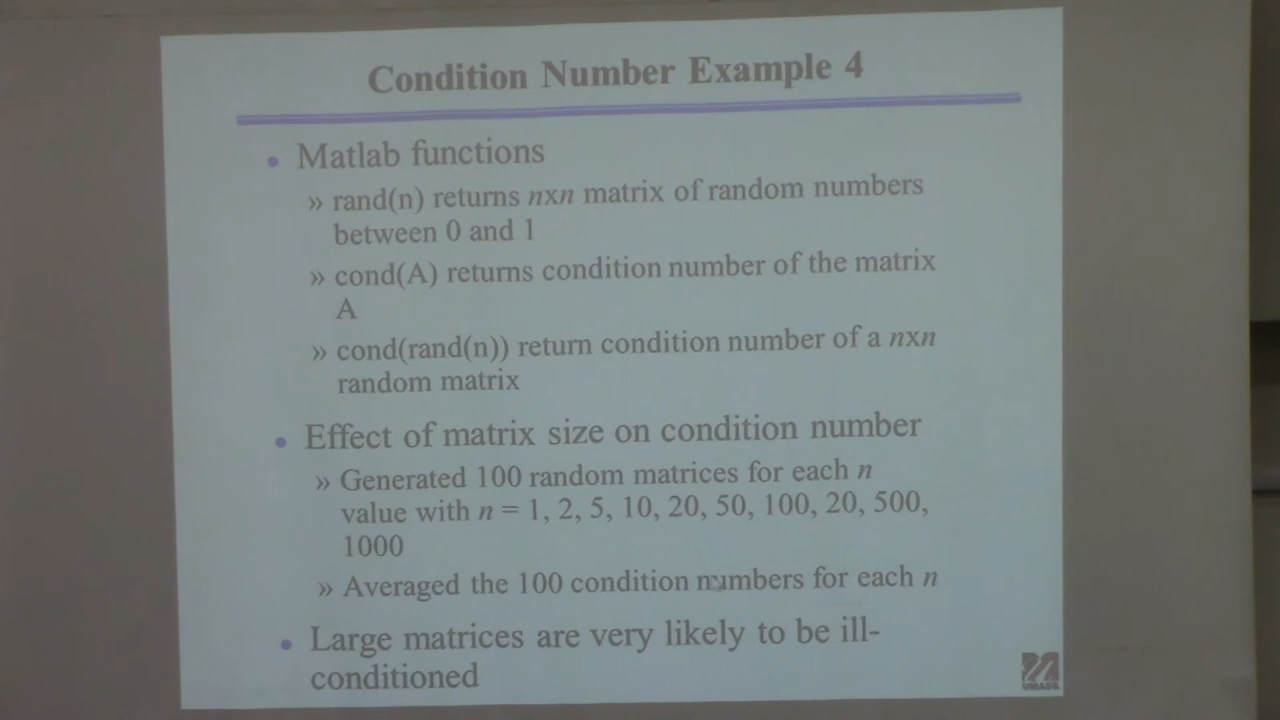 Condition Number Example 4
• Matlab functions
» rand(n) returns nxn matrix of random numbers
between 0 and 1
» cond(A) returns condition number of the matrix
A
» cond(rand(n)) return condition number of a nxn
random matrix
• Effect of matrix size on condition number
» Generated 100 random matrices for each n
value with n = 1, 2, 5, 10, 20, 50, 100, 20, 500,
1000
» Averaged the 100 condition numbers for each n
• Large matrices are very likely to be ill-
conditioned
UMASS